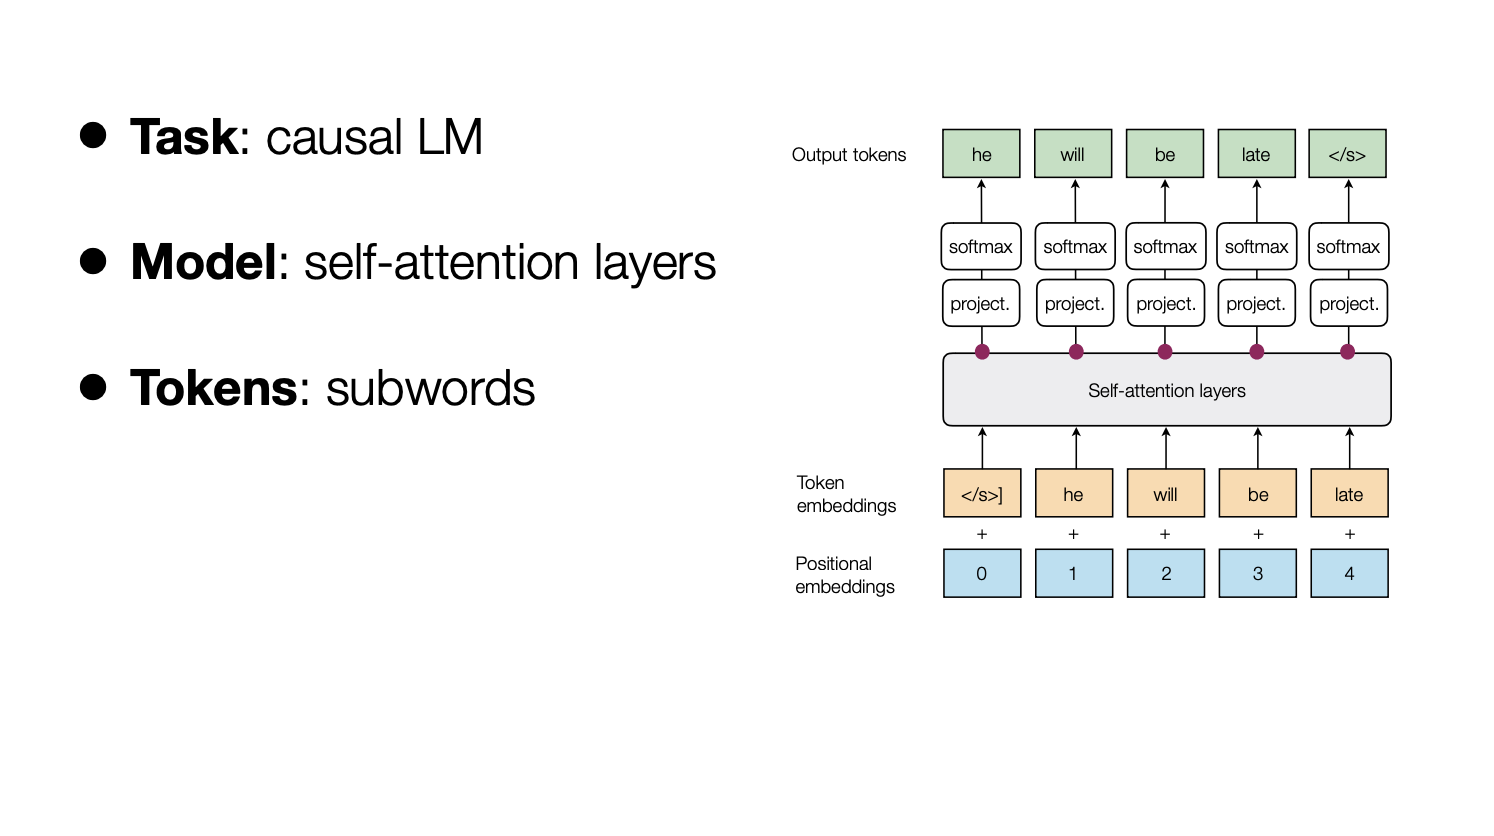 ● Task: causal LM
● Model: self-attention layers
● Tokens: subwords
Output tokens
he will be late </s>
softmax softmax softmax softmax softmax
project. project. project. project. project.
Self-attention layers
Token
embeddings
</s>] he will be late
+ + + + +
Positional
embeddings
0 1 2 3 4